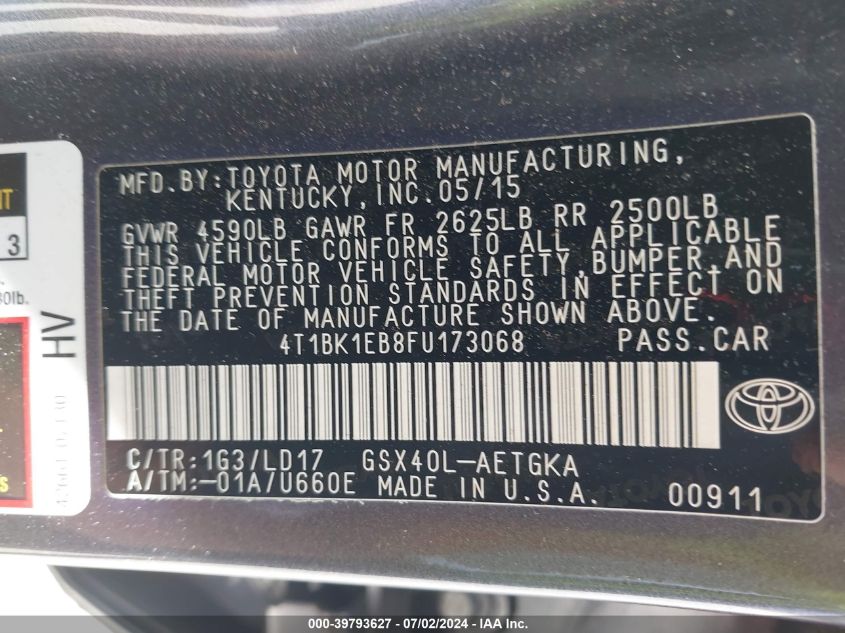 MFD.BY:TOYOTA MOTOR MANUFACTURING,
KENTUCKY,INC.05/15
GVWR 4590LB GAWR FR 2625LB RR 2500LB
THIS VEHICLE CONFORMS TO ALL APPLICABLE
FEDERAL MOTOR VEHICLE SAFETY,BUMPER,AND
THEFT PREVENTION STANDARDS IN EFFECT ON
THE DATE OF MANUFACTURE SHOWN ABOVE.
4T1BK1EB8FU173068 PASS.CAR
C/TR:1G3/LD17 GSX40L-AETGKA
A/TM:-01A/U660E MADE IN U.S.A. 00911
3
HV
000-39793627 - 07/02/2024 - IAAI.com